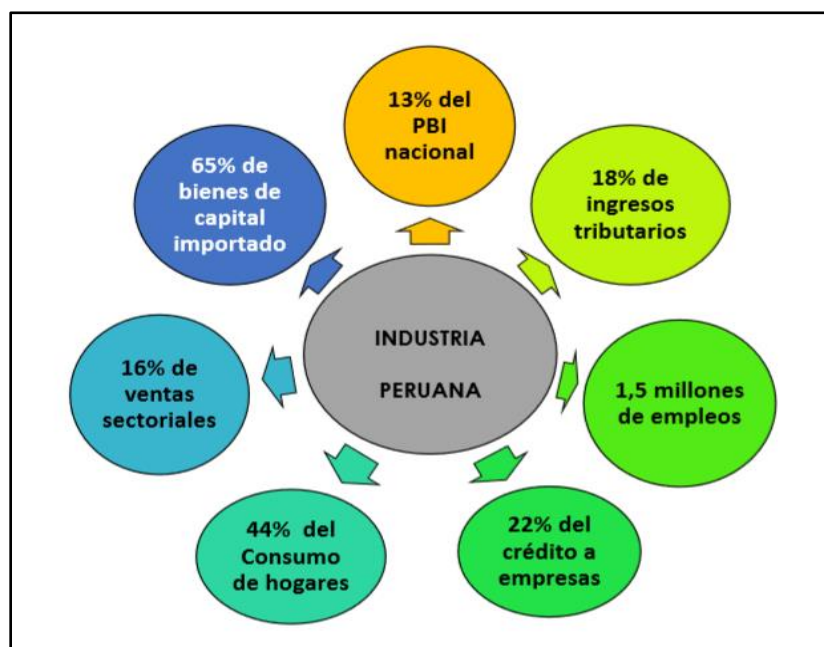 13% del
PBI
nacional
65% de
bienes de
capital
importado
18% de
ingresos
tributarios
INDUSTRIA
PERUANA
16% de
ventas
sectoriales
1,5 millones
de empleos
44% del
Consumo
de hogares
22% del
crédito a
empresas